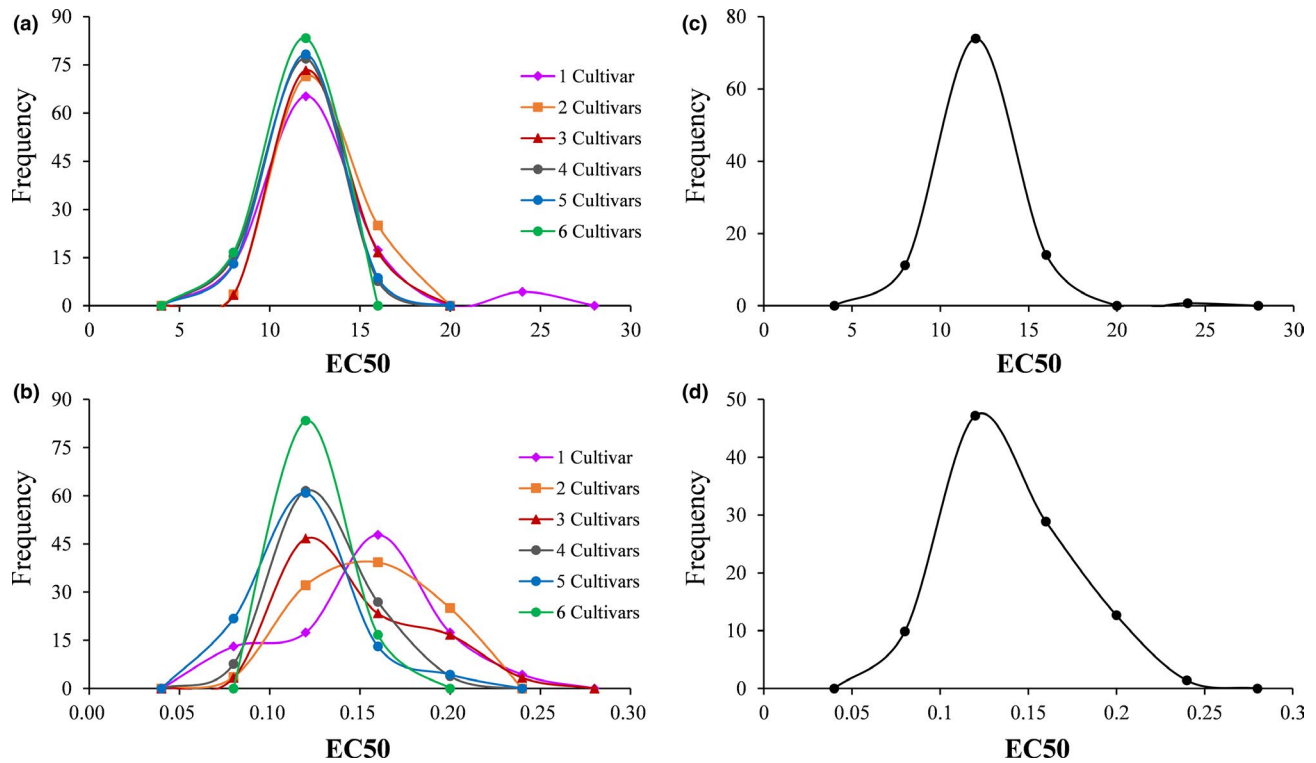 (a)
90
75
60
45
30
15
0
Frequency
0 5 10 15 20 25 30
EC50
1 Cultivar
2 Cultivars
3 Cultivars
4 Cultivars
5 Cultivars
6 Cultivars
(c)
80
60
40
20
0
Frequency
0 5 10 15 20 25 30
EC50
(b)
90
75
60
45
30
15
0
Frequency
0.00 0.05 0.10 0.15 0.20 0.25 0.30
EC50
1 Cultivar
2 Cultivars
3 Cultivars
4 Cultivars
5 Cultivars
6 Cultivars
(d)
50
40
30
20
10
0
Frequency
0 0.05 0.1 0.15 0.2 0.25 0.3
EC50